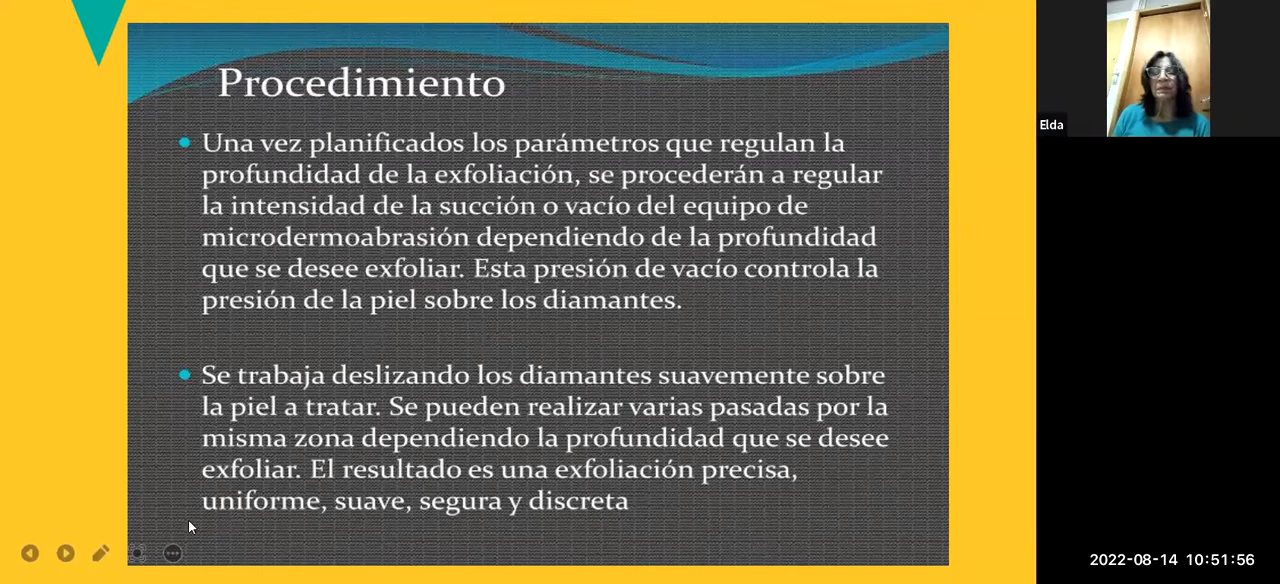 Procedimiento
Una vez planificados los parámetros que regulan la
profundidad de la exfoliación, se procederán a regular
la intensidad de la succión o vacío del equipo de
microdermoabrasión dependiendo de la profundidad
que se desee exfoliar. Esta presión de vacío controla la
presión de la piel sobre los diamantes.
Se trabaja deslizando los diamantes suavemente sobre
la piel a tratar. Se pueden realizar varias pasadas por la
misma zona dependiendo la profundidad que se desee
exfoliar. El resultado es una exfoliación precisa,
uniforme, suave, segura y discreta
Elda
2022-08-14 10:51:56